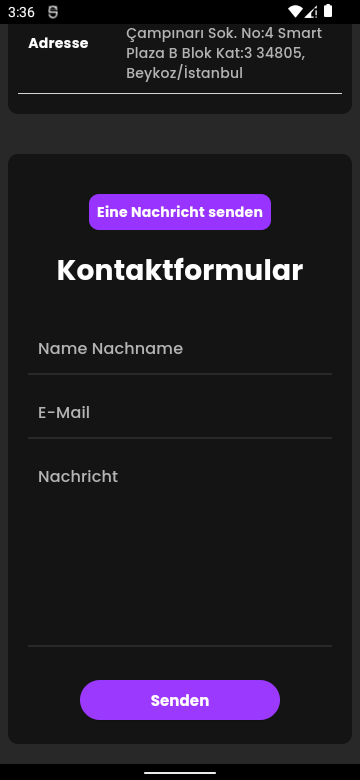 3:36
Adresse
Çampınarı Sok. No:4 Smart
Plaza B Blok Kat:3 34805,
Beykoz/İstanbul
Eine Nachricht senden
Kontaktformular
Name Nachname
E-Mail
Nachricht
Senden